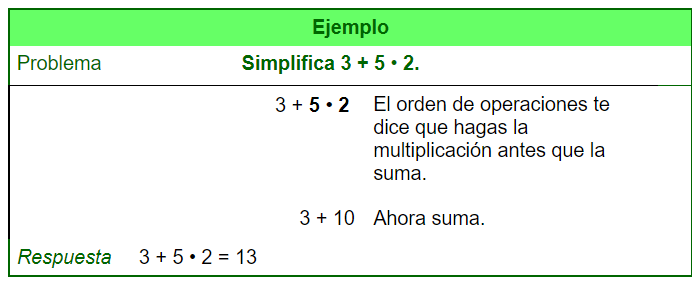 Ejemplo
Problema Simplifica 3 + 5 • 2.
3 + 5 • 2 El orden de operaciones te
dice que hagas la
multiplicación antes que la
suma.
3 + 10 Ahora suma.
Respuesta 3 + 5 • 2 = 13